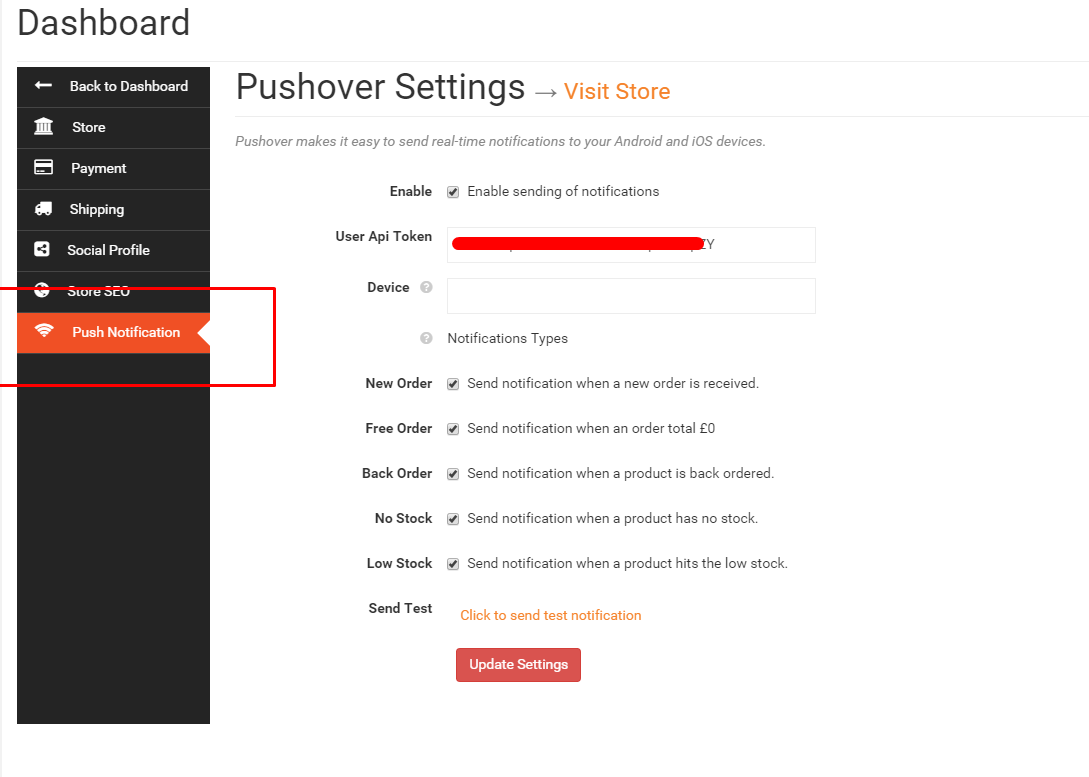 Dashboard
Back to Dashboard
Store
Payment
Shipping
Social Profile
Store SEO
Push Notification
Pushover Settings → Visit Store
Pushover makes it easy to send real-time notifications to your Android and iOS devices.
Enable Enable sending of notifications
User Api Token
Device ?
? Notifications Types
New Order Send notification when a new order is received.
Free Order Send notification when an order total £0
Back Order Send notification when a product is back ordered.
No Stock Send notification when a product has no stock.
Low Stock Send notification when a product hits the low stock.
Send Test Click to send test notification
Update Settings